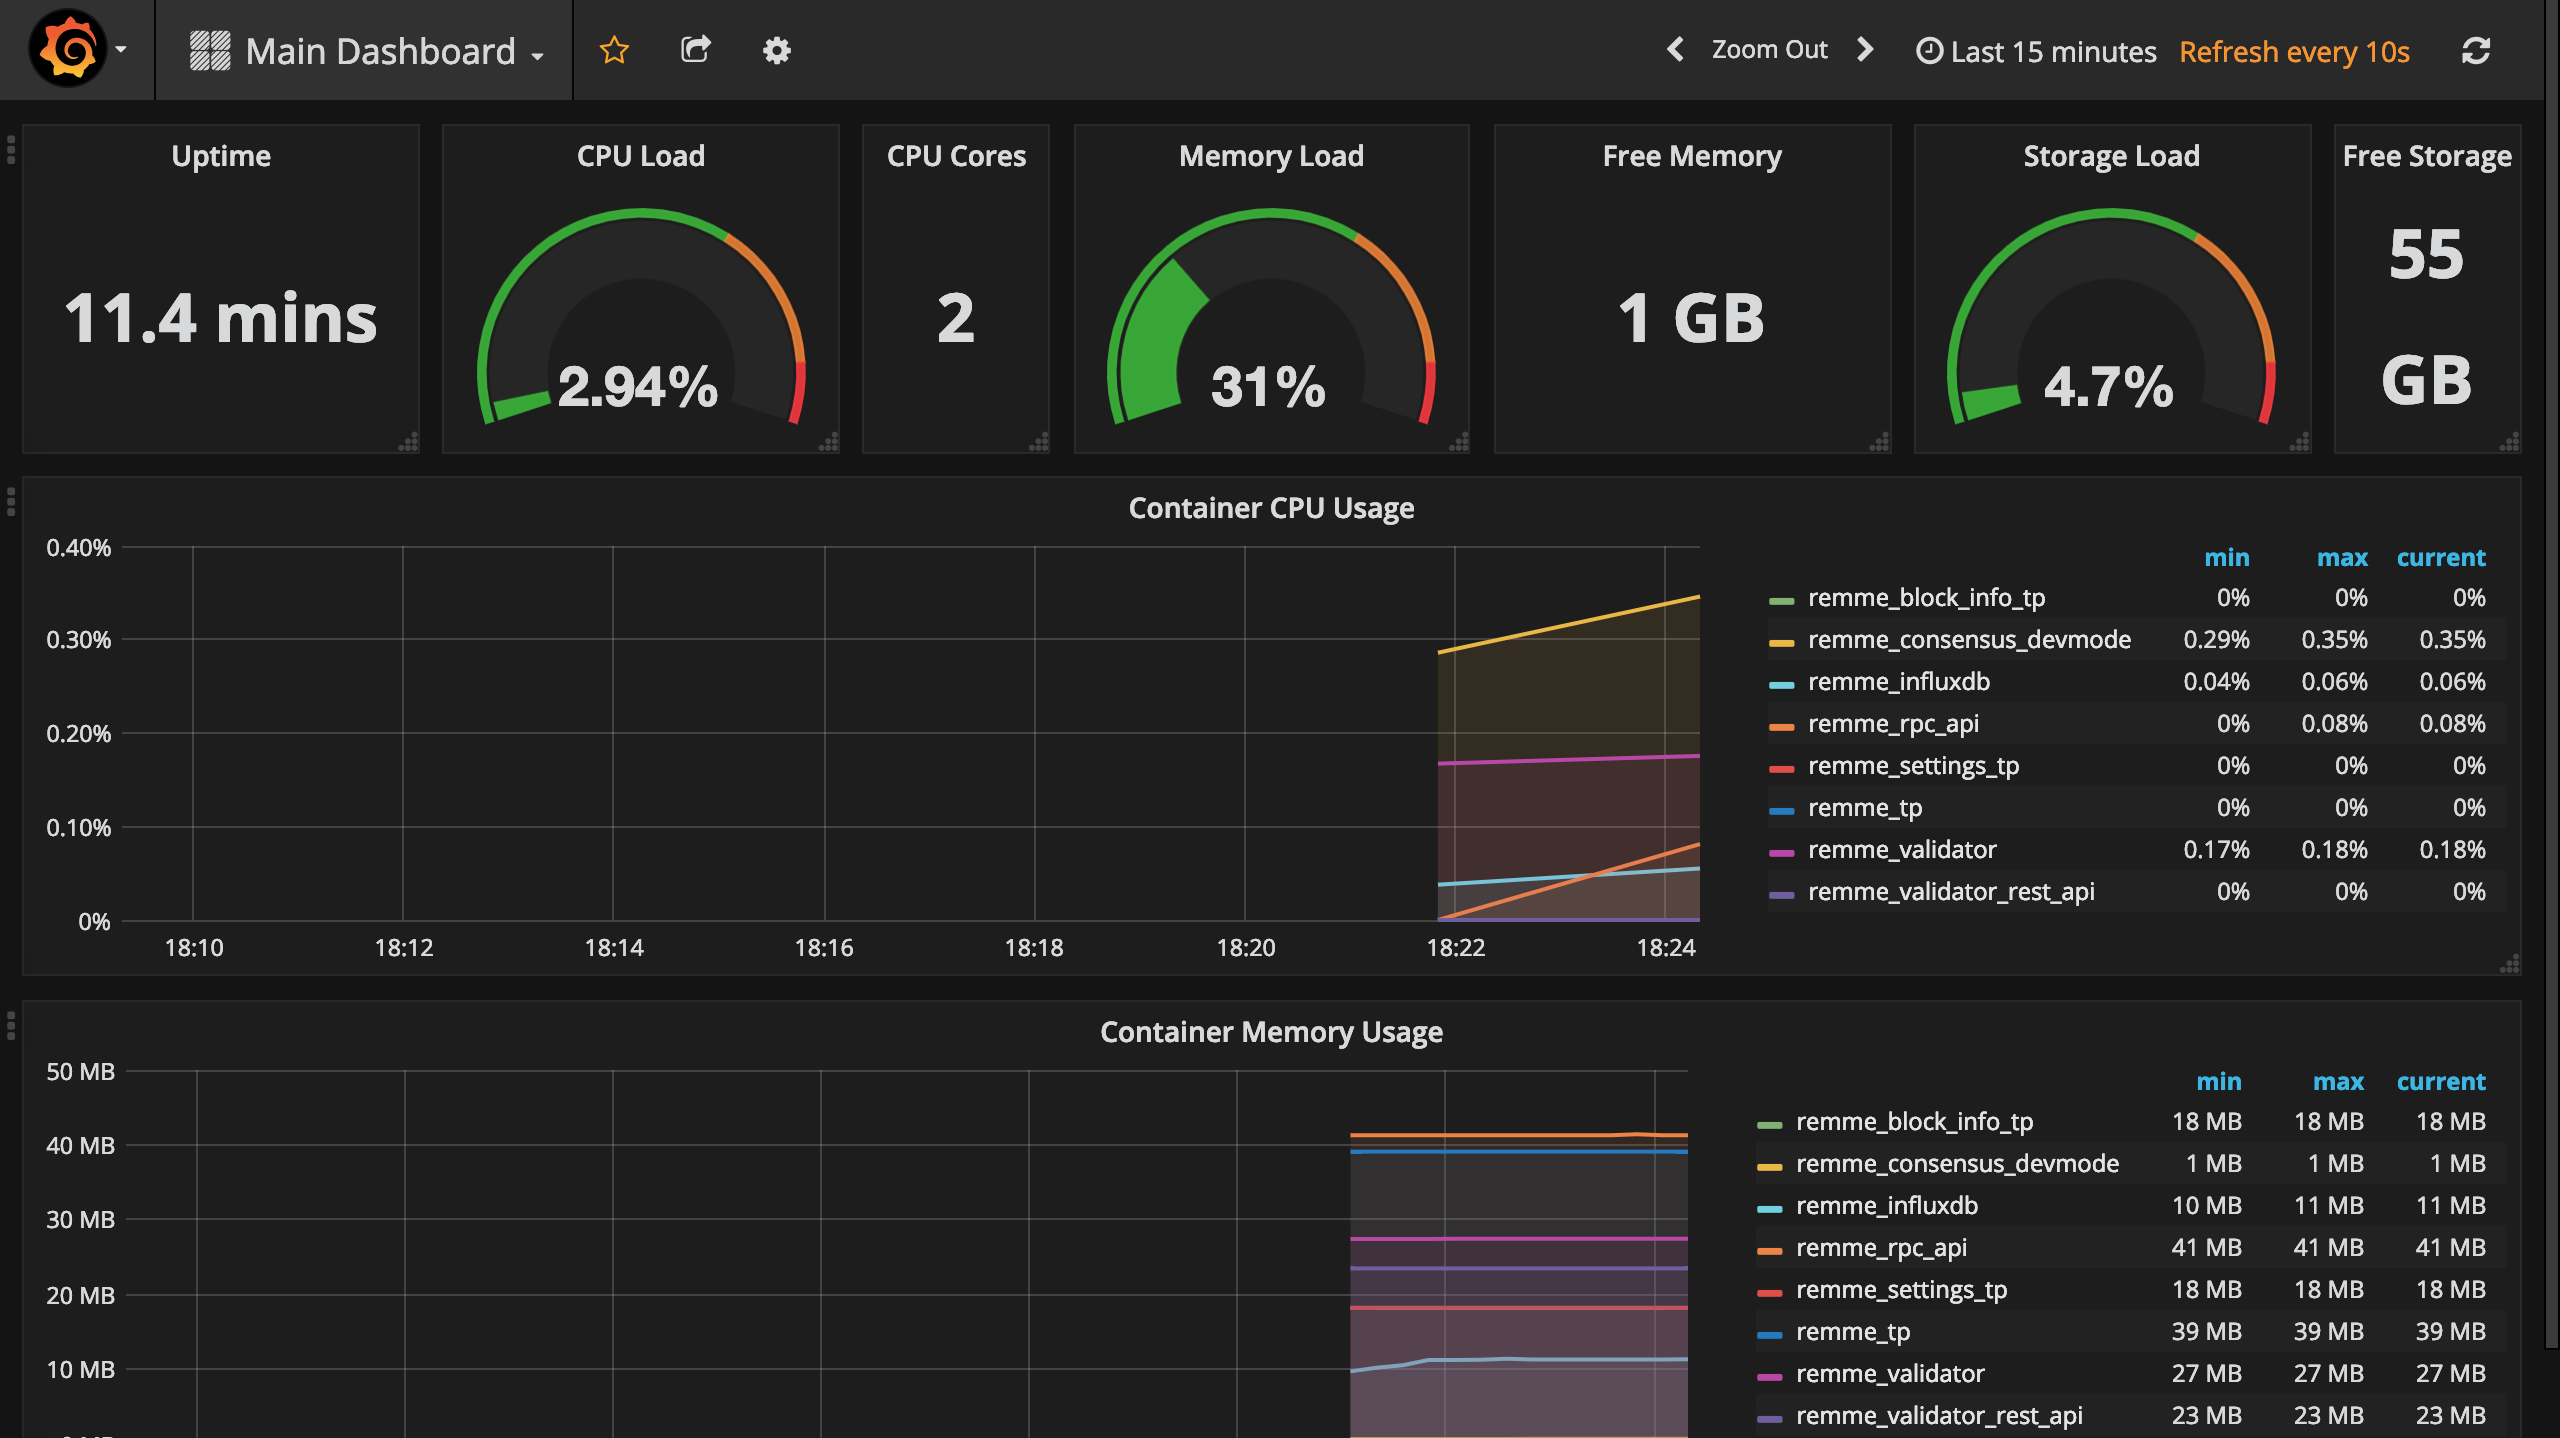 Main Dashboard
Zoom Out
Last 15 minutes
Refresh every 10s
Uptime
11.4 mins
CPU Load
2.94%
CPU Cores
2
Memory Load
31%
Free Memory
1 GB
Storage Load
4.7%
Free Storage
55
GB
Container CPU Usage
0.40%
0.30%
0.20%
0.10%
0%
18:10 18:12 18:14 18:16 18:18 18:20 18:22 18:24
min max current
remme_block_info_tp 0% 0% 0%
remme_consensus_devmode 0.29% 0.35% 0.35%
remme_influxdb 0.04% 0.06% 0.06%
remme_rpc_api 0% 0.08% 0.08%
remme_settings_tp 0% 0% 0%
remme_tp 0% 0% 0%
remme_validator 0.17% 0.18% 0.18%
remme_validator_rest_api 0% 0% 0%
Container Memory Usage
50 MB
40 MB
30 MB
20 MB
10 MB
min max current
remme_block_info_tp 18 MB 18 MB 18 MB
remme_consensus_devmode 1 MB 1 MB 1 MB
remme_influxdb 10 MB 11 MB 11 MB
remme_rpc_api 41 MB 41 MB 41 MB
remme_settings_tp 18 MB 18 MB 18 MB
remme_tp 39 MB 39 MB 39 MB
remme_validator 27 MB 27 MB 27 MB
remme_validator_rest_api 23 MB 23 MB 23 MB